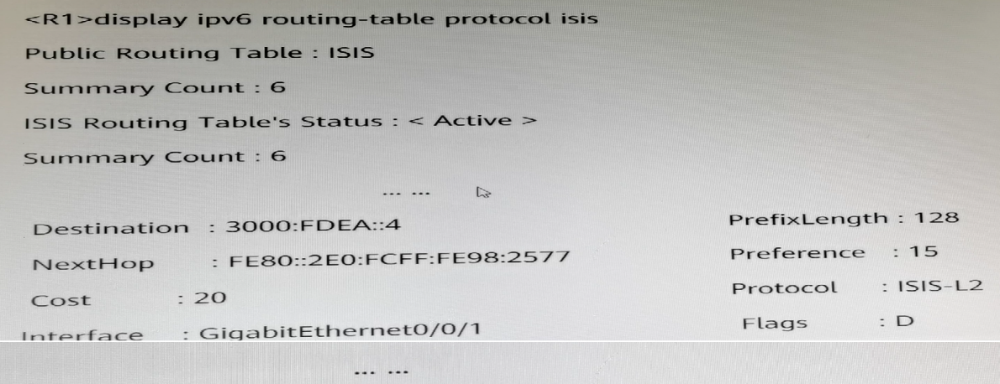 <R1>display ipv6 routing-table protocol isis
Public Routing Table : ISIS
Summary Count : 6
ISIS Routing Table's Status : < Active >
Summary Count : 6
... ...
Destination : 3000:FDEA::4 PrefixLength : 128
NextHop : FE80::2E0:FCFF:FE98:2577 Preference : 15
Cost : 20 Protocol : ISIS-L2
Interface : GigabitEthernet0/0/1 Flags : D
... ...